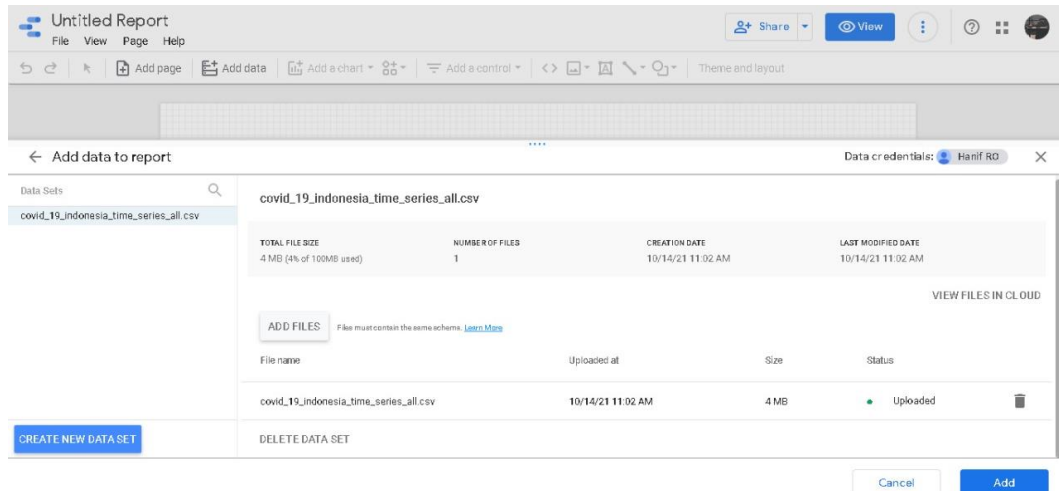 Untitled Report
File View Page Help
Share
View
Add page
Add data
Add a chart
Add a control
Theme and layout
Add data to report
Data credentials: Hanif RO
Data Sets
covid_19_indonesia_time_series_all.csv
covid_19_indonesia_time_series_all.csv
TOTAL FILE SIZE NUMBER OF FILES CREATION DATE LAST MODIFIED DATE
4 MB (4% of 100MB used) 1 10/14/21 11:02 AM 10/14/21 11:02 AM
VIEW FILES IN CLOUD
ADD FILES Files must contain the same schema. Learn More
File name Uploaded at Size Status
covid_19_indonesia_time_series_all.csv 10/14/21 11:02 AM 4 MB Uploaded
CREATE NEW DATA SET
DELETE DATA SET
Cancel Add